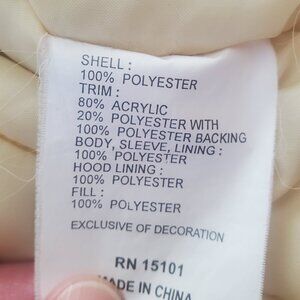 SHELL :
100% POLYESTER
TRIM :
80% ACRYLIC
20% POLYESTER WITH
100% POLYESTER BACKING
BODY, SLEEVE, LINING :
100% POLYESTER
HOOD LINING :
100% POLYESTER
FILL :
100% POLYESTER
EXCLUSIVE OF DECORATION
RN 15101
MADE IN CHINA